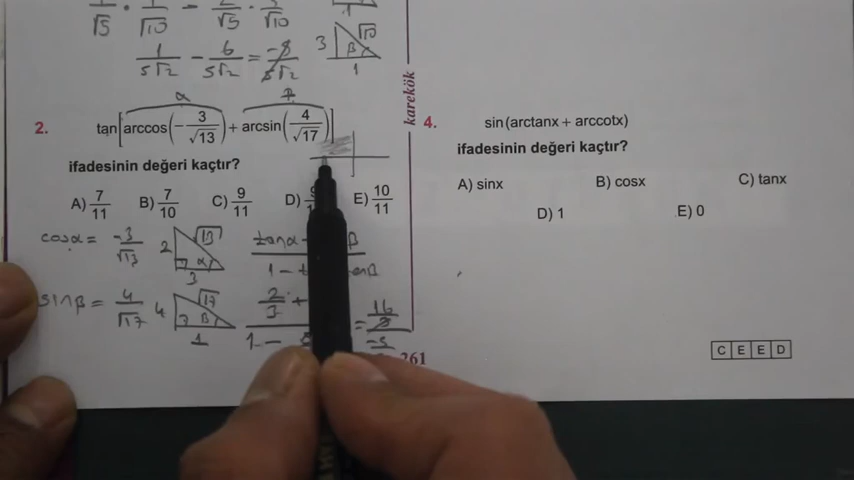 1/√5 · 1/√10 - 2/√5 · 3/√10
1/5√2 - 6/5√2 = -5/5√2
3 √10 β 1
α β
2. tan[arccos(-3/√13) + arcsin(4/√17)]
ifadesinin değeri kaçtır?
A) 7/11 B) 7/10 C) 9/11 D) E) 10/11
cosα = -3/√13 2 √13 α 3
sinβ = 4/√17 4 √17 β 1
tanα
1 -
2/3 +
1 -
= 16/3
-5
karekök
261
4. sin(arctanx + arccotx)
ifadesinin değeri kaçtır?
A) sinx B) cosx C) tanx
D) 1 E) 0
C E E D